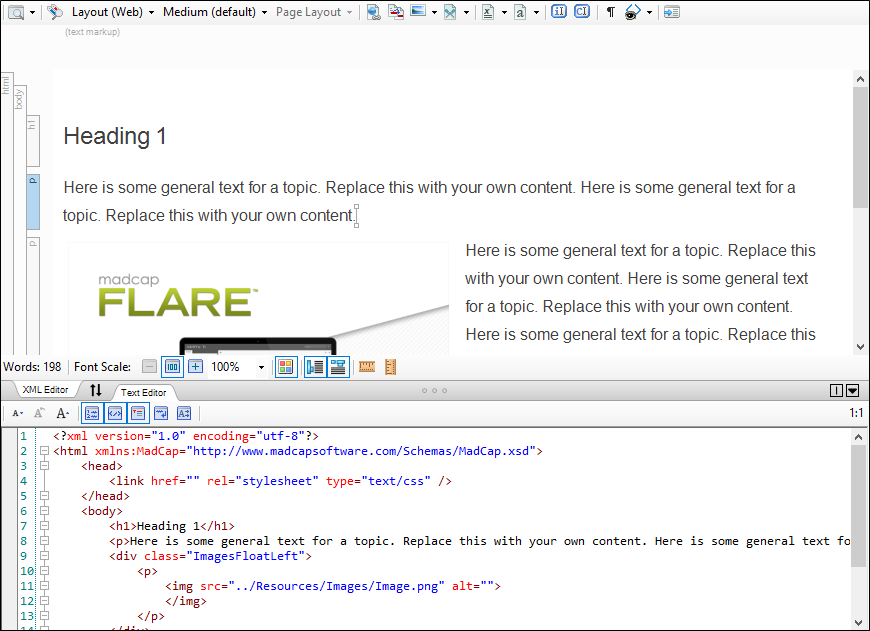 Layout (Web) Medium (default) Page Layout
(text markup)
html
body
h1
Heading 1
p
Here is some general text for a topic. Replace this with your own content. Here is some general text for a
topic. Replace this with your own content.
p
madcap
FLARE™
Here is some general text for a topic. Replace this
with your own content. Here is some general text
for a topic. Replace this with your own content.
Here is some general text for a topic. Replace this
Words: 198 Font Scale: 100%
XML Editor Text Editor
1:1
1 <?xml version="1.0" encoding="utf-8"?>
2 <html xmlns:MadCap="http://www.madcapsoftware.com/Schemas/MadCap.xsd">
3 <head>
4 <link href="" rel="stylesheet" type="text/css" />
5 </head>
6 <body>
7 <h1>Heading 1</h1>
8 <p>Here is some general text for a topic. Replace this with your own content. Here is some general text fo
9 <div class="ImagesFloatLeft">
10 <p>
11 <img src="../Resources/Images/Image.png" alt="">
12 </img>
13 </p>
14 </div>